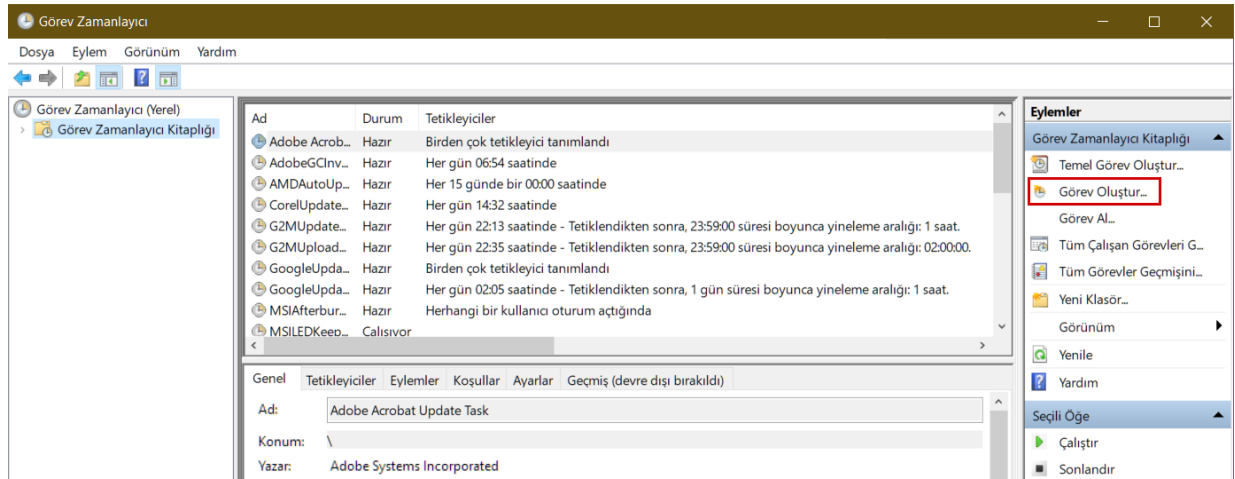 Görev Zamanlayıcı
Dosya Eylem Görünüm Yardım
Görev Zamanlayıcı (Yerel)
Görev Zamanlayıcı Kitaplığı
Ad Durum Tetikleyiciler
Adobe Acrob... Hazır Birden çok tetikleyici tanımlandı
AdobeGCInv... Hazır Her gün 06:54 saatinde
AMDAutoUp... Hazır Her 15 günde bir 00:00 saatinde
CorelUpdate... Hazır Her gün 14:32 saatinde
G2MUpdate... Hazır Her gün 22:13 saatinde - Tetiklendikten sonra, 23:59:00 süresi boyunca yineleme aralığı: 1 saat.
G2MUpload... Hazır Her gün 22:35 saatinde - Tetiklendikten sonra, 23:59:00 süresi boyunca yineleme aralığı: 02:00:00.
GoogleUpda... Hazır Birden çok tetikleyici tanımlandı
GoogleUpda... Hazır Her gün 02:05 saatinde - Tetiklendikten sonra, 1 gün süresi boyunca yineleme aralığı: 1 saat.
MSIAfterbur... Hazır Herhangi bir kullanıcı oturum açtığında
MSILEDKeep... Çalışıyor
Genel Tetikleyiciler Eylemler Koşullar Ayarlar Geçmiş (devre dışı bırakıldı)
Ad: Adobe Acrobat Update Task
Konum: \
Yazar: Adobe Systems Incorporated
Eylemler
Görev Zamanlayıcı Kitaplığı
Temel Görev Oluştur...
Görev Oluştur...
Görev Al...
Tüm Çalışan Görevleri G...
Tüm Görevler Geçmişini...
Yeni Klasör...
Görünüm
Yenile
Yardım
Seçili Öğe
Çalıştır
Sonlandır